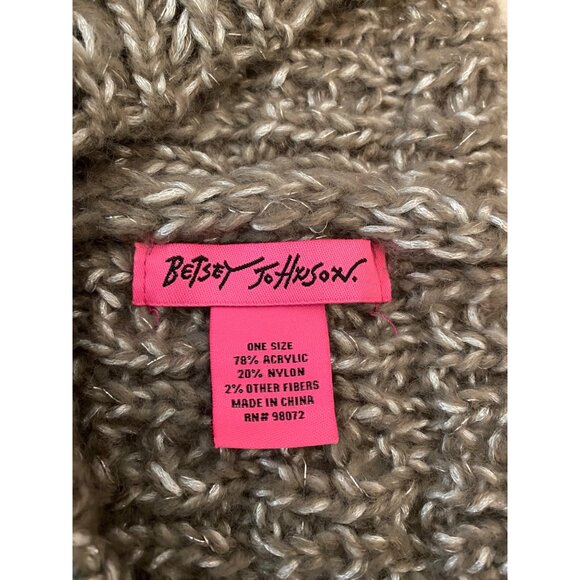 BETSEY JOHNSON.
ONE SIZE
78% ACRYLIC
20% NYLON
2% OTHER FIBERS
MADE IN CHINA
RN# 98072